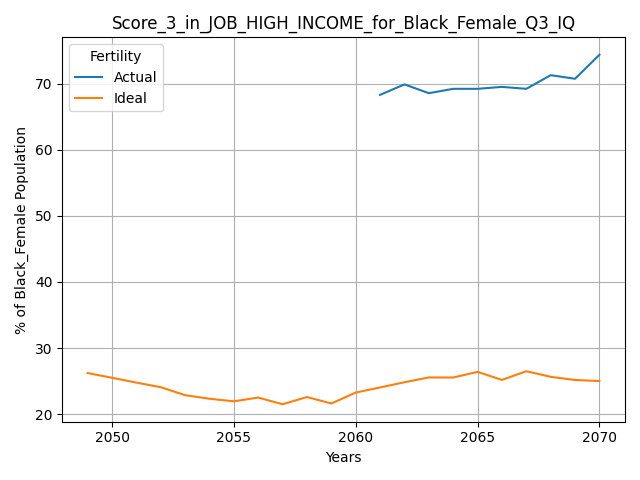 Score_3_in_JOB_HIGH_INCOME_for_Black_Female_Q3_IQ
Fertility
Actual
Ideal
% of Black_Female Population
70
60
50
40
30
20
2050
2055
2060
2065
2070
Years